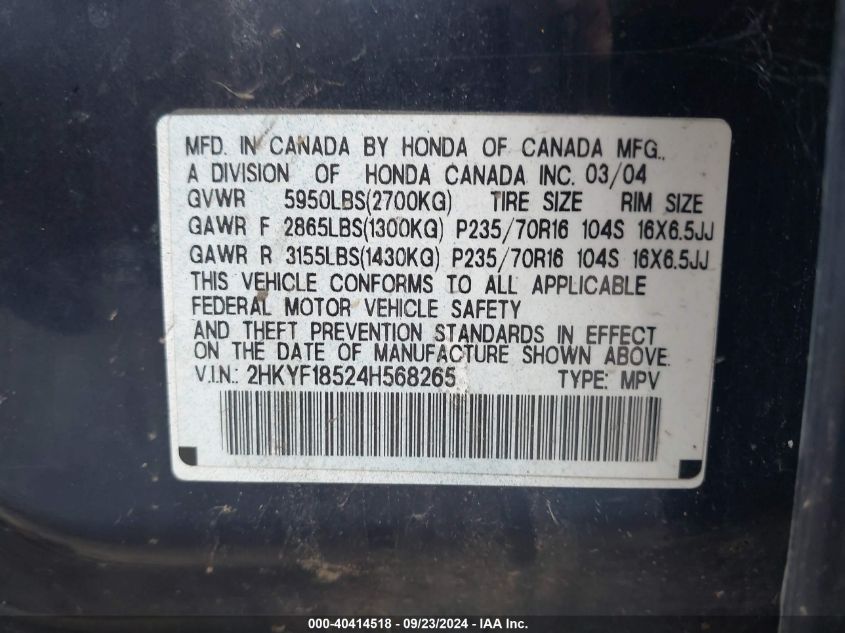 MFD. IN CANADA BY HONDA OF CANADA MFG.,
A DIVISION OF HONDA CANADA INC. 03/04
GVWR 5950LBS(2700KG) TIRE SIZE RIM SIZE
GAWR F 2865LBS(1300KG) P235/70R16 104S 16X6.5JJ
GAWR R 3155LBS(1430KG) P235/70R16 104S 16X6.5JJ
THIS VEHICLE CONFORMS TO ALL APPLICABLE
FEDERAL MOTOR VEHICLE SAFETY
AND THEFT PREVENTION STANDARDS IN EFFECT
ON THE DATE OF MANUFACTURE SHOWN ABOVE.
V.I.N.: 2HKYF18524H568265 TYPE: MPV
000-40414518 - 09/23/2024 - IAA Inc.